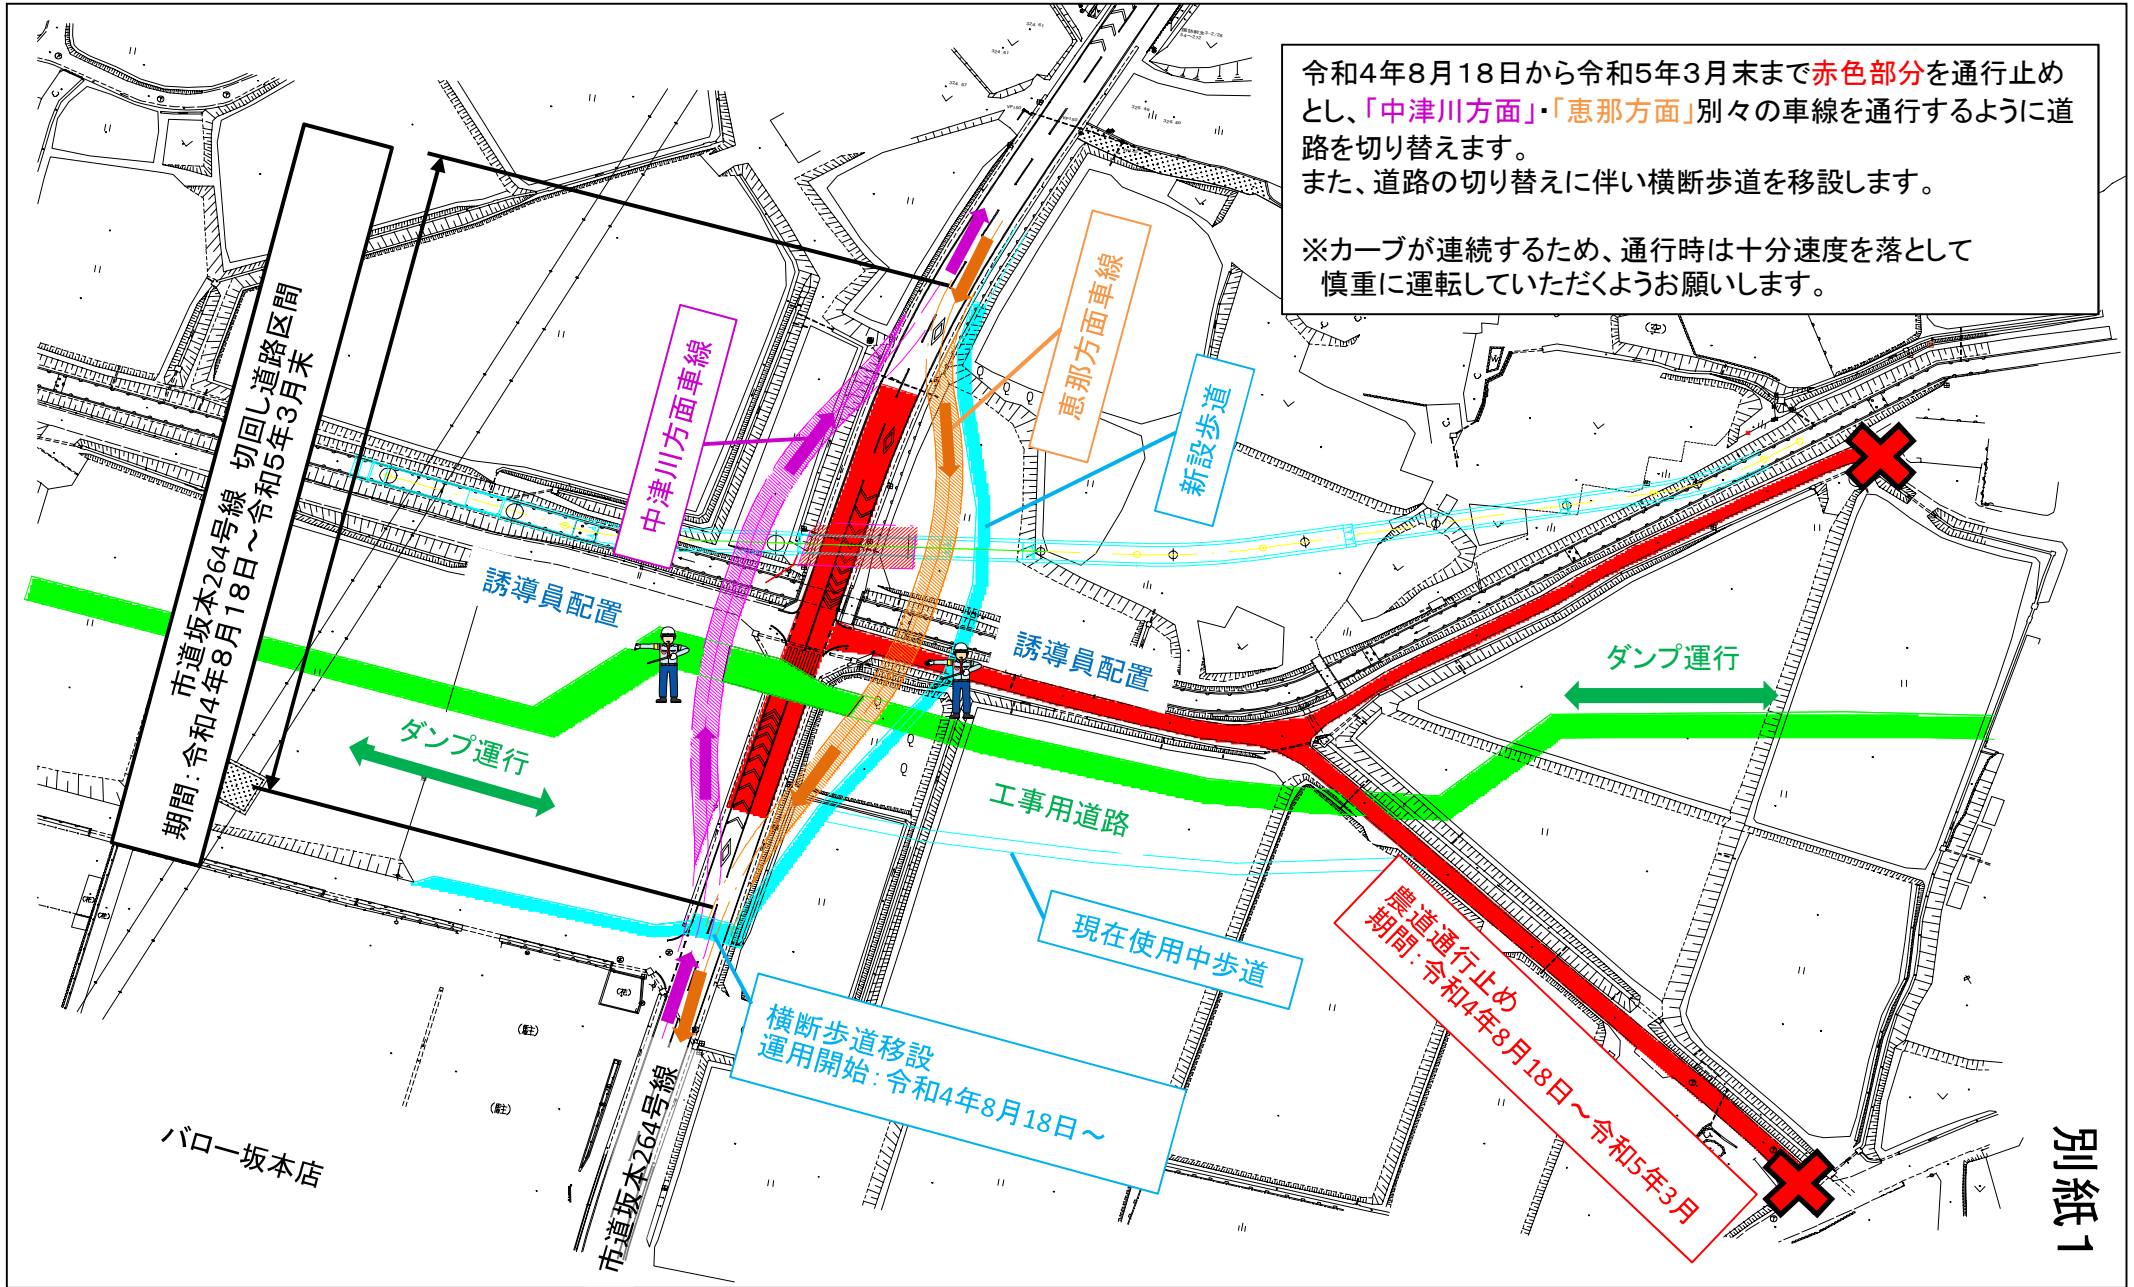 令和4年8月18日から令和5年3月末まで赤色部分を通行止め
とし、「中津川方面」・「恵那方面」別々の車線を通行するように道
路を切り替えます。
また、道路の切り替えに伴い横断歩道を移設します。
※カーブが連続するため、通行時は十分速度を落として
慎重に運転していただくようお願いします。
市道坂本264号線 切回し道路区間
期間：令和4年8月18日～令和5年3月末
中津川方面車線
恵那方面車線
新設歩道
誘導員配置
誘導員配置
ダンプ運行
ダンプ運行
工事用道路
現在使用中歩道
横断歩道移設
運用開始：令和4年8月18日～
農道通行止め
期間：令和4年8月18日～令和5年3月
市道坂本264号線
バロー坂本店
(駐)
(駐)
別紙1